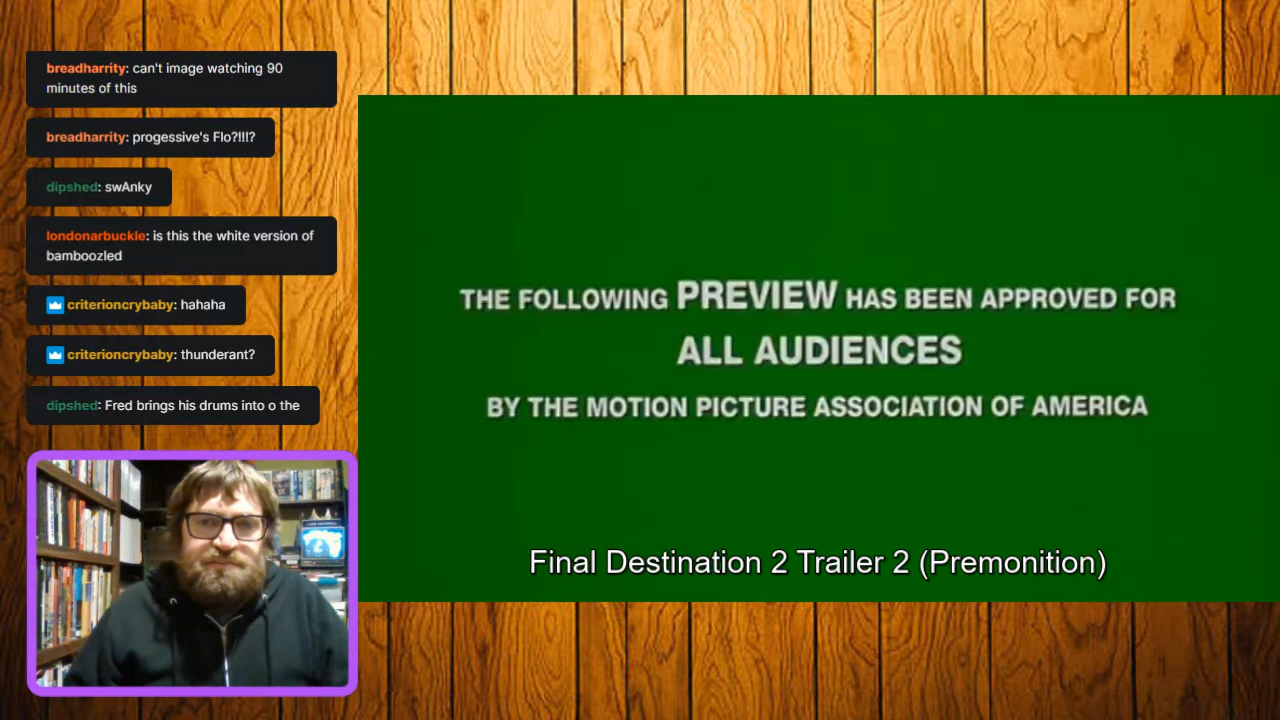 breadharrity: can't image watching 90
minutes of this
breadharrity: progessive's Flo?!!!?
dipshed: swAnky
londonarbuckle: is this the white version of
bamboozled
criterioncrybaby: hahaha
criterioncrybaby: thunderant?
dipshed: Fred brings his drums into o the
THE FOLLOWING PREVIEW HAS BEEN APPROVED FOR
ALL AUDIENCES
BY THE MOTION PICTURE ASSOCIATION OF AMERICA
Final Destination 2 Trailer 2 (Premonition)